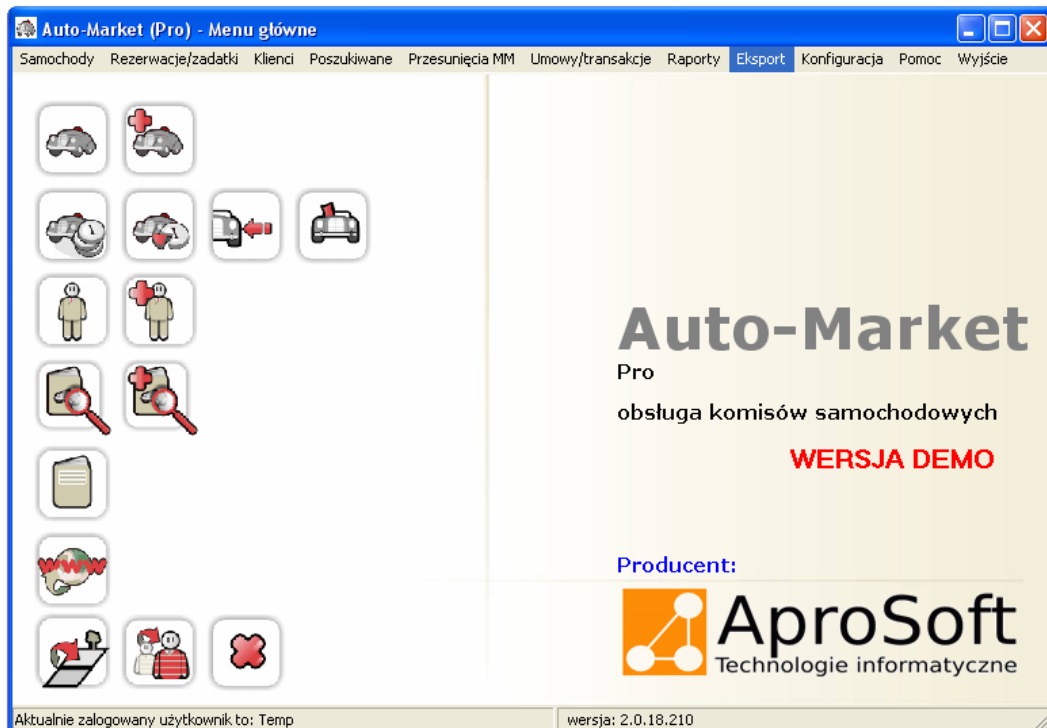 Auto-Market (Pro) - Menu główne
Samochody Rezerwacje/zadatki Klienci Poszukiwane Przesunięcia MM Umowy/transakcje Raporty Eksport Konfiguracja Pomoc Wyjście
Auto-Market
Pro
obsługa komisów samochodowych
WERSJA DEMO
www
Producent:
AproSoft
Technologie informatyczne
Aktualnie zalogowany użytkownik to: Temp
wersja: 2.0.18.210